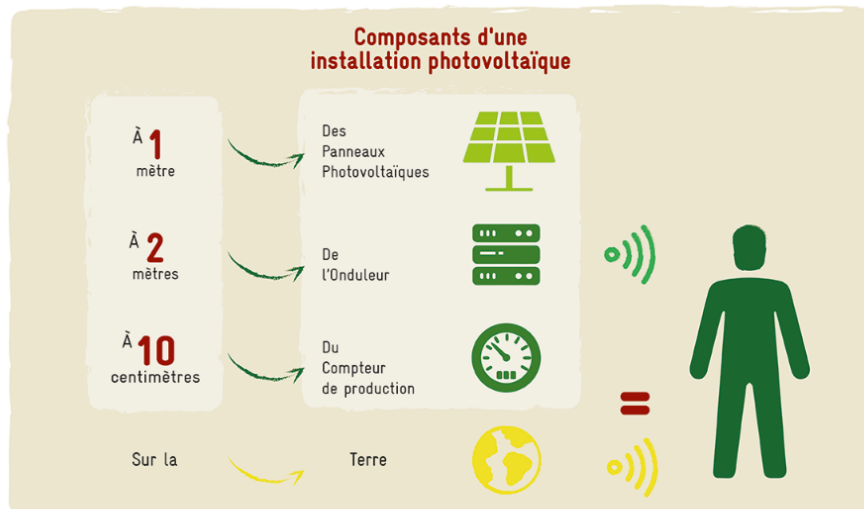 Composants d'une
installation photovoltaïque
À 1
mètre
Des
Panneaux
Photovoltaïques
À 2
mètres
De
l'Onduleur
À 10
centimètres
Du
Compteur
de production
=
Sur la
Terre